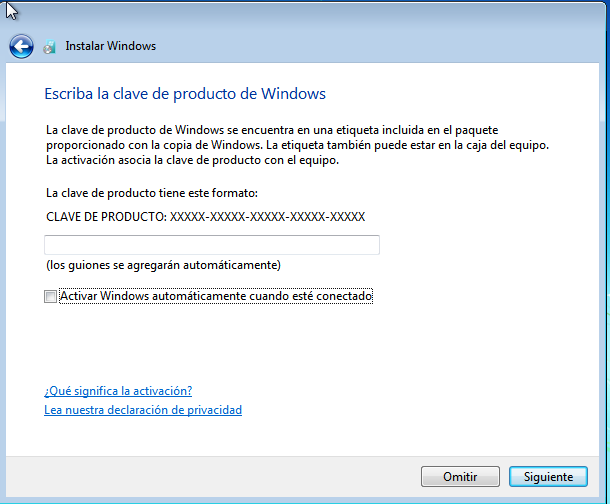 Instalar Windows
Escriba la clave de producto de Windows
La clave de producto de Windows se encuentra en una etiqueta incluida en el paquete
proporcionado con la copia de Windows. La etiqueta también puede estar en la caja del equipo.
La activación asocia la clave de producto con el equipo.
La clave de producto tiene este formato:
CLAVE DE PRODUCTO: XXXXX-XXXXX-XXXXX-XXXXX-XXXXX
(los guiones se agregarán automáticamente)
Activar Windows automáticamente cuando esté conectado
¿Qué significa la activación?
Lea nuestra declaración de privacidad
Omitir
Siguiente